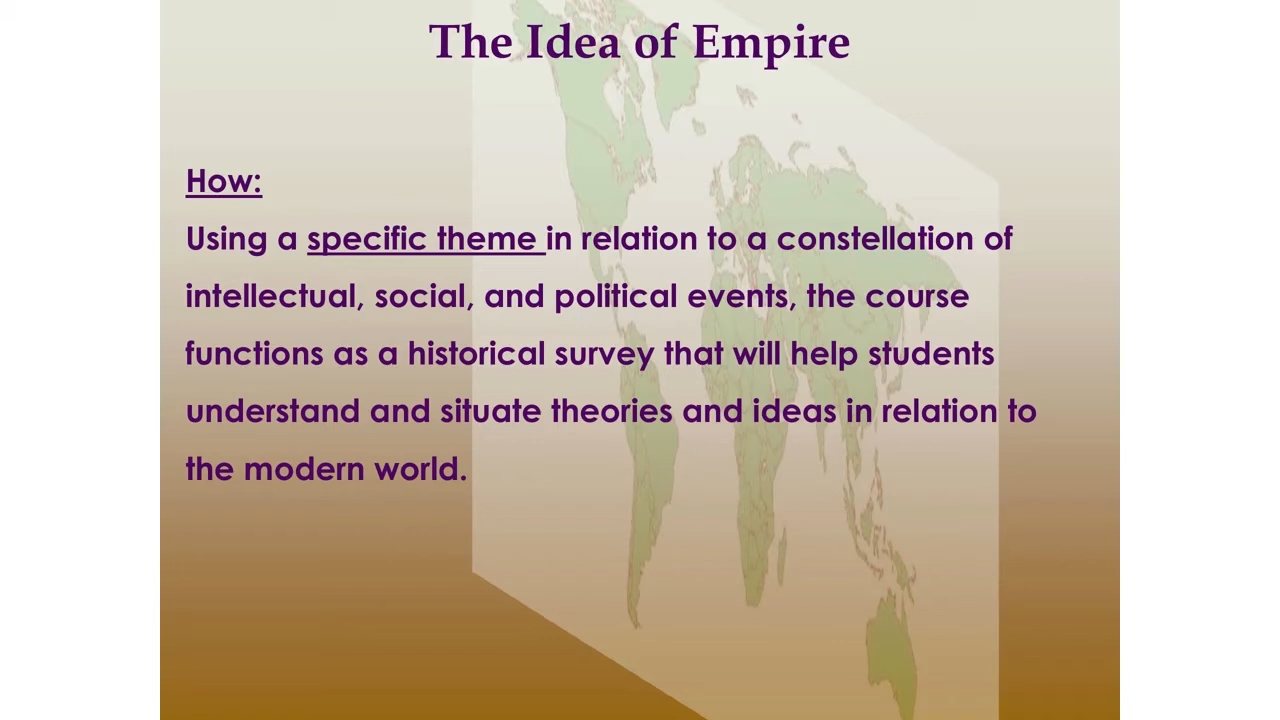 The Idea of Empire
How:
Using a specific theme in relation to a constellation of
intellectual, social, and political events, the course
functions as a historical survey that will help students
understand and situate theories and ideas in relation to
the modern world.